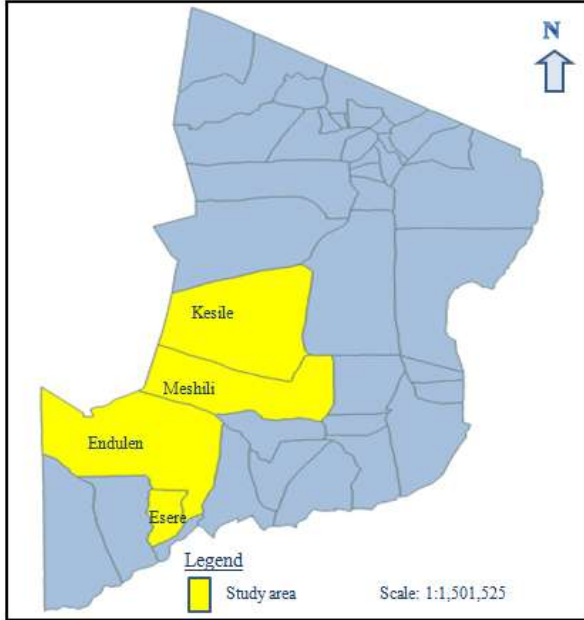 N
Kesile
Meshili
Endulen
Esere
Legend
Study area
Scale: 1:1,501,525